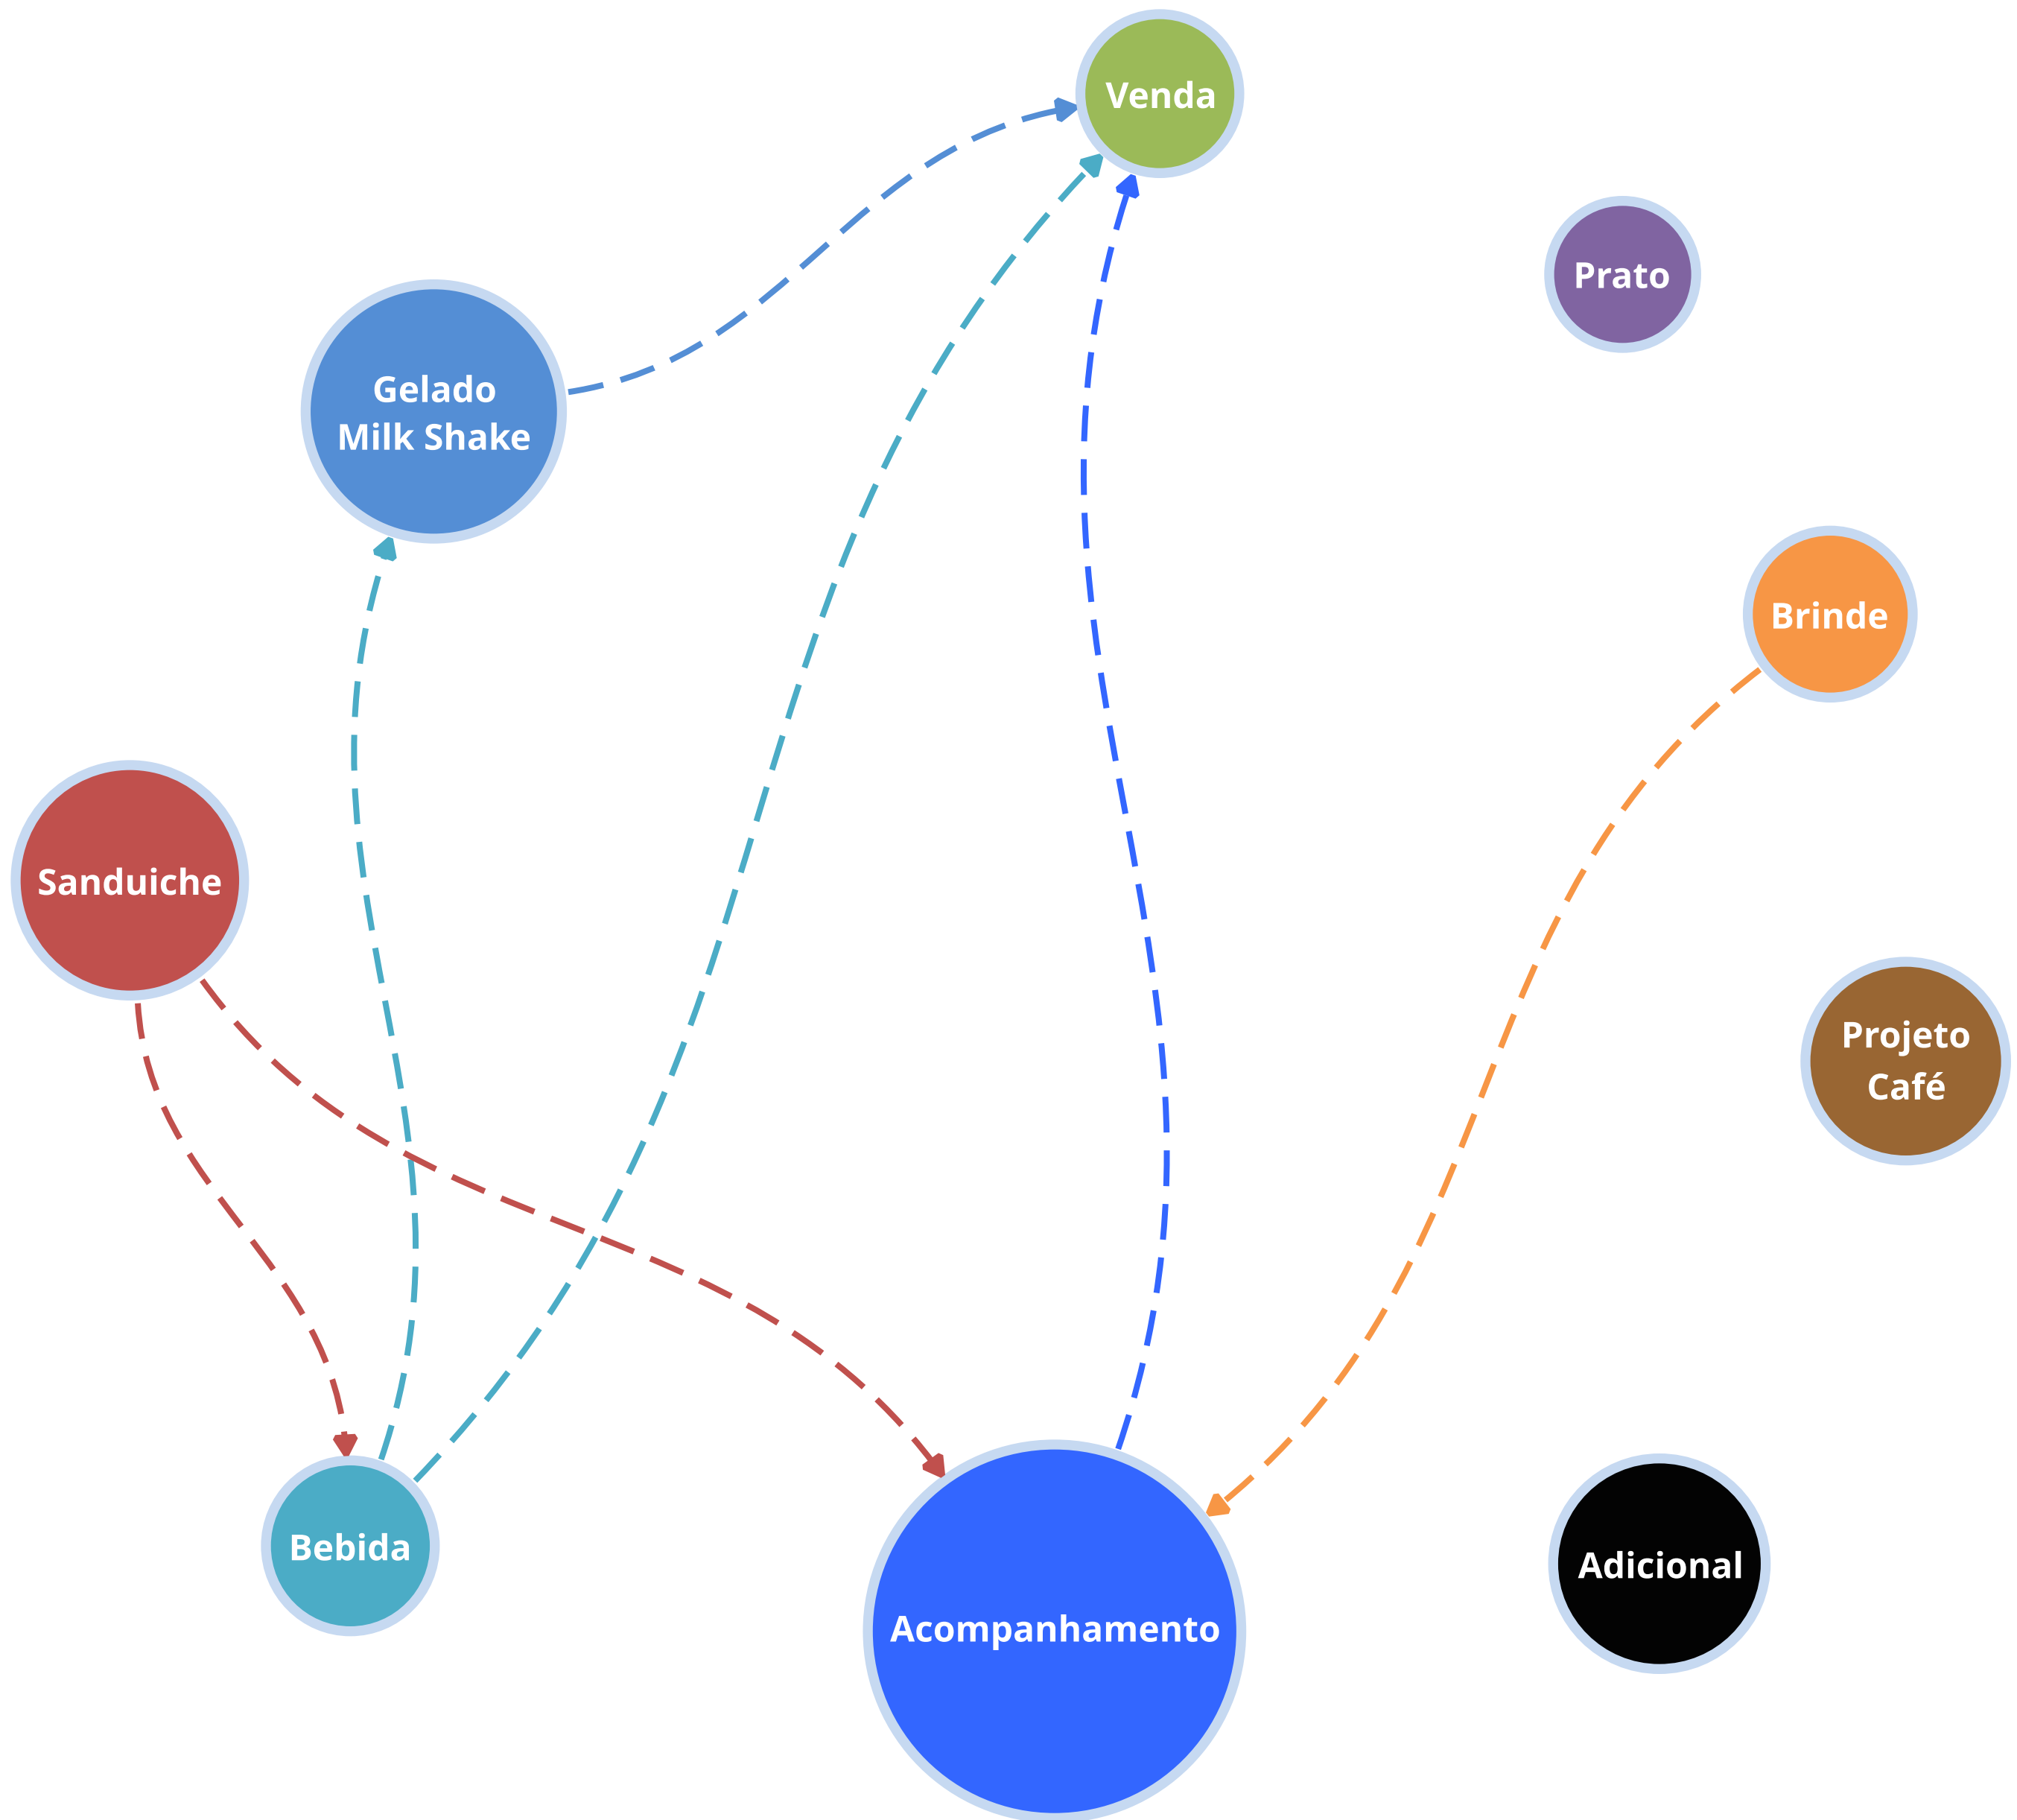 Venda
Prato
Gelado
Milk Shake
Brinde
Sanduiche
Projeto
Café
Bebida
Adicional
Acompanhamento